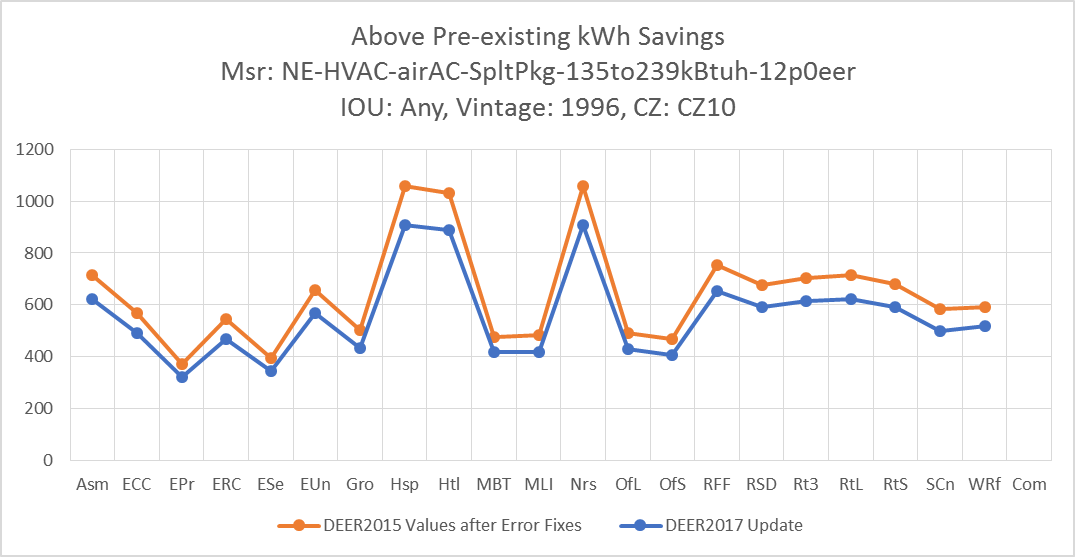 Above Pre-existing kWh Savings
Msr: NE-HVAC-airAC-SpltPkg-135to239kBtuh-12p0eer
IOU: Any, Vintage: 1996, CZ: CZ10
1200
1000
800
600
400
200
0
Asm ECC EPr ERC ESe EUn Gro Hsp Htl MBT MLI Nrs OfL OfS RFF RSD Rt3 RtL RtS SCn WRf Com
DEER2015 Values after Error Fixes DEER2017 Update